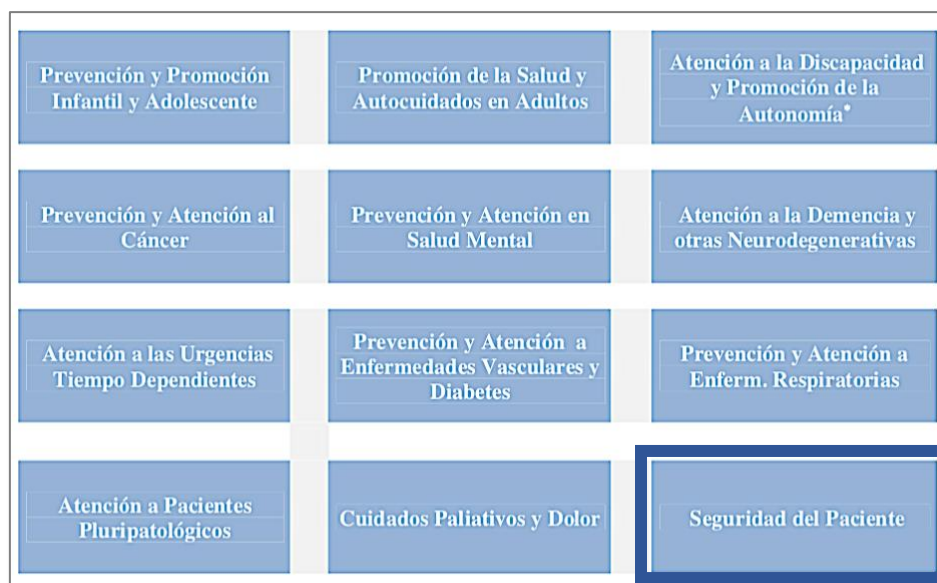 Prevención y Promoción
Infantil y Adolescente
Promoción de la Salud y
Autocuidados en Adultos
Atención a la Discapacidad
y Promoción de la
Autonomía*
Prevención y Atención al
Cáncer
Prevención y Atención en
Salud Mental
Atención a la Demencia y
otras Neurodegenerativas
Atención a las Urgencias
Tiempo Dependientes
Prevención y Atención a
Enfermedades Vasculares y
Diabetes
Prevención y Atención a
Enferm. Respiratorias
Atención a Pacientes
Pluripatológicos
Cuidados Paliativos y Dolor
Seguridad del Paciente